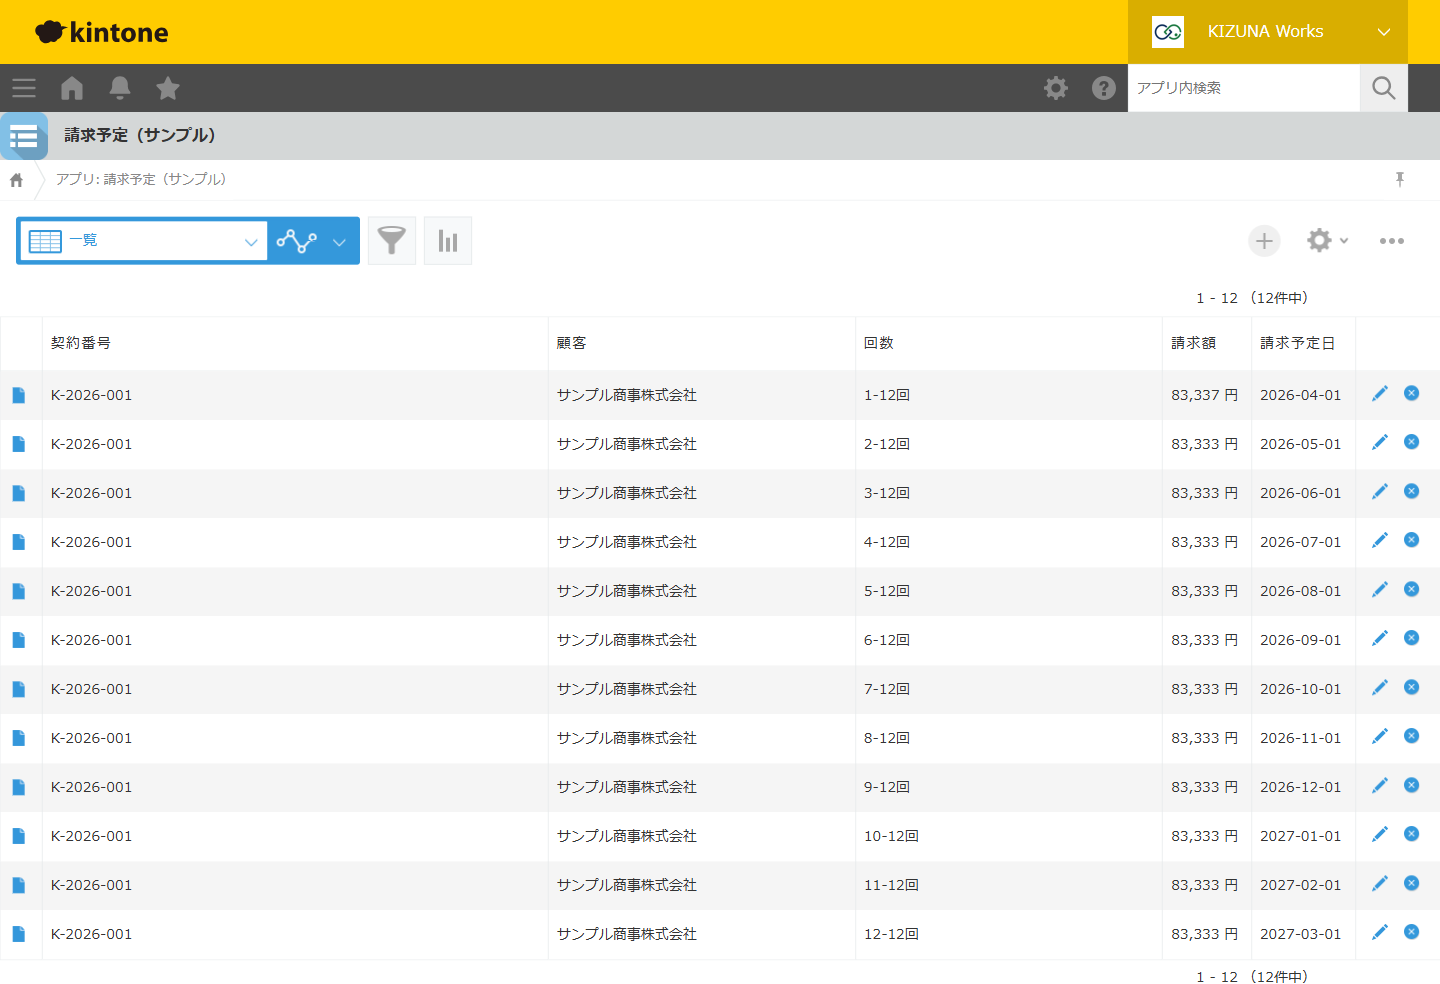 kintone
KIZUNA Works
アプリ内検索
請求予定（サンプル）
アプリ: 請求予定（サンプル）
一覧
1 - 12 （12件中）
契約番号 顧客 回数 請求額 請求予定日
K-2026-001 サンプル商事株式会社 1-12回 83,337 円 2026-04-01
K-2026-001 サンプル商事株式会社 2-12回 83,333 円 2026-05-01
K-2026-001 サンプル商事株式会社 3-12回 83,333 円 2026-06-01
K-2026-001 サンプル商事株式会社 4-12回 83,333 円 2026-07-01
K-2026-001 サンプル商事株式会社 5-12回 83,333 円 2026-08-01
K-2026-001 サンプル商事株式会社 6-12回 83,333 円 2026-09-01
K-2026-001 サンプル商事株式会社 7-12回 83,333 円 2026-10-01
K-2026-001 サンプル商事株式会社 8-12回 83,333 円 2026-11-01
K-2026-001 サンプル商事株式会社 9-12回 83,333 円 2026-12-01
K-2026-001 サンプル商事株式会社 10-12回 83,333 円 2027-01-01
K-2026-001 サンプル商事株式会社 11-12回 83,333 円 2027-02-01
K-2026-001 サンプル商事株式会社 12-12回 83,333 円 2027-03-01
1 - 12 （12件中）